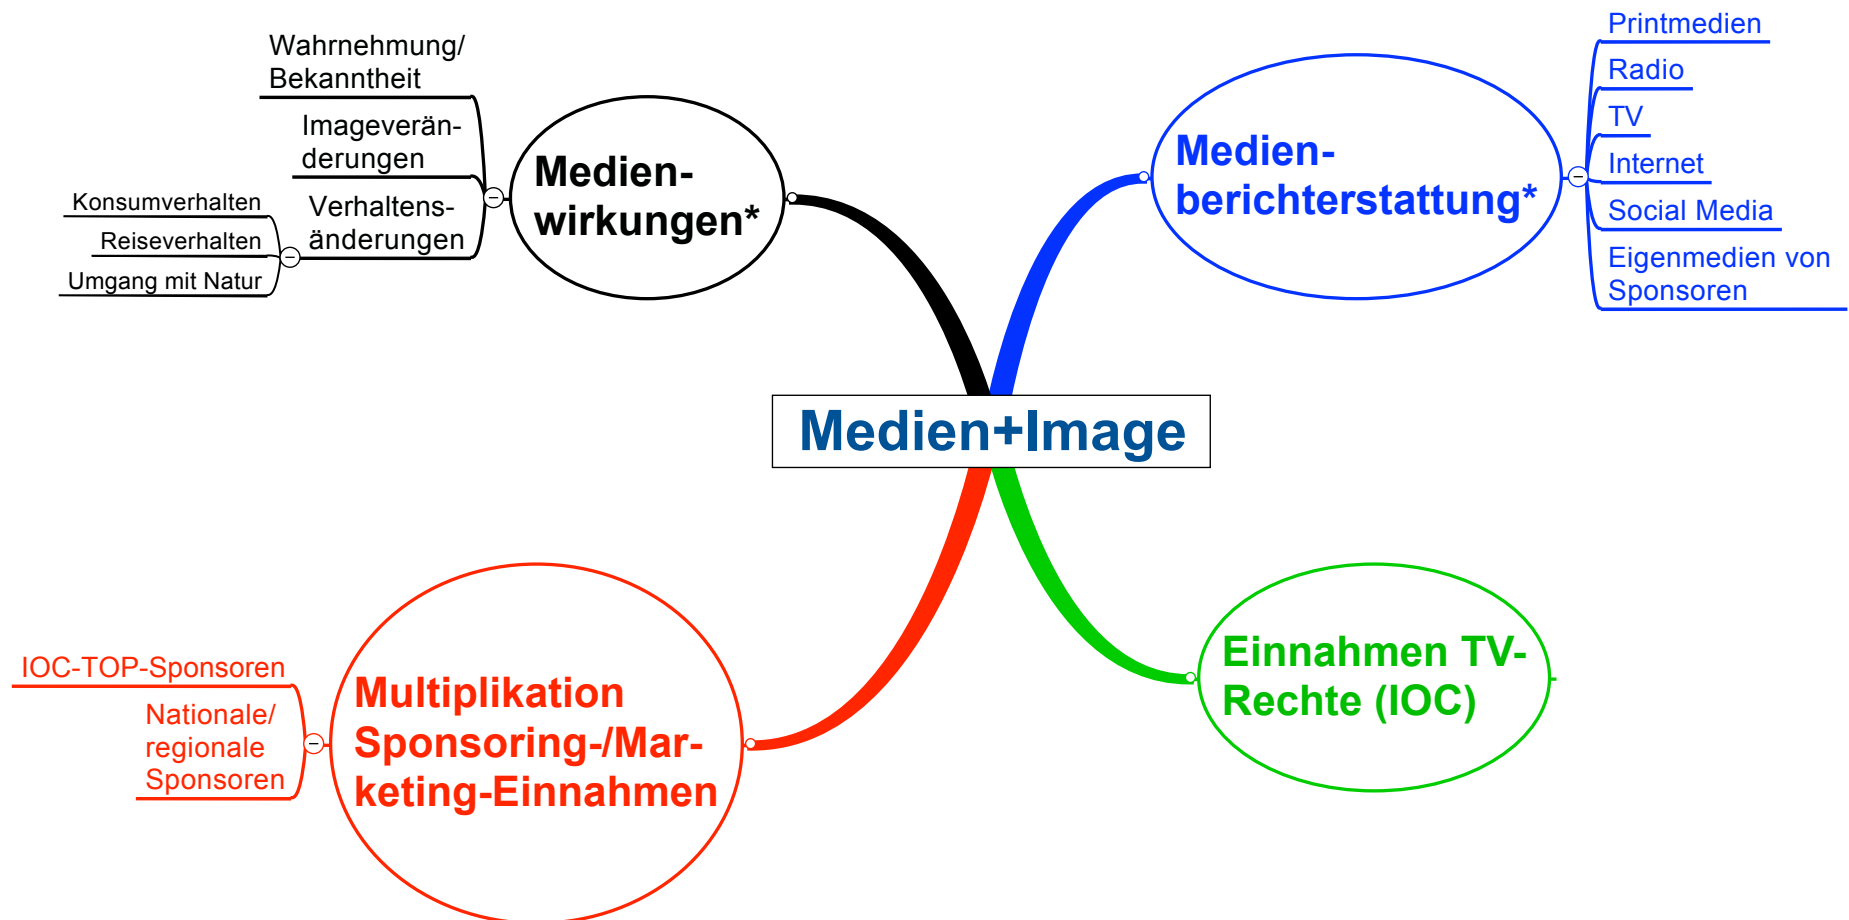 Wahrnehmung/
Bekanntheit
Imageverän-
derungen
Verhaltens-
änderungen
Konsumverhalten
Reiseverhalten
Umgang mit Natur
Medien-
wirkungen*
Medien-
berichterstattung*
Printmedien
Radio
TV
Internet
Social Media
Eigenmedien von
Sponsoren
Medien+Image
IOC-TOP-Sponsoren
Nationale/
regionale
Sponsoren
Multiplikation
Sponsoring-/Mar-
keting-Einnahmen
Einnahmen TV-
Rechte (IOC)